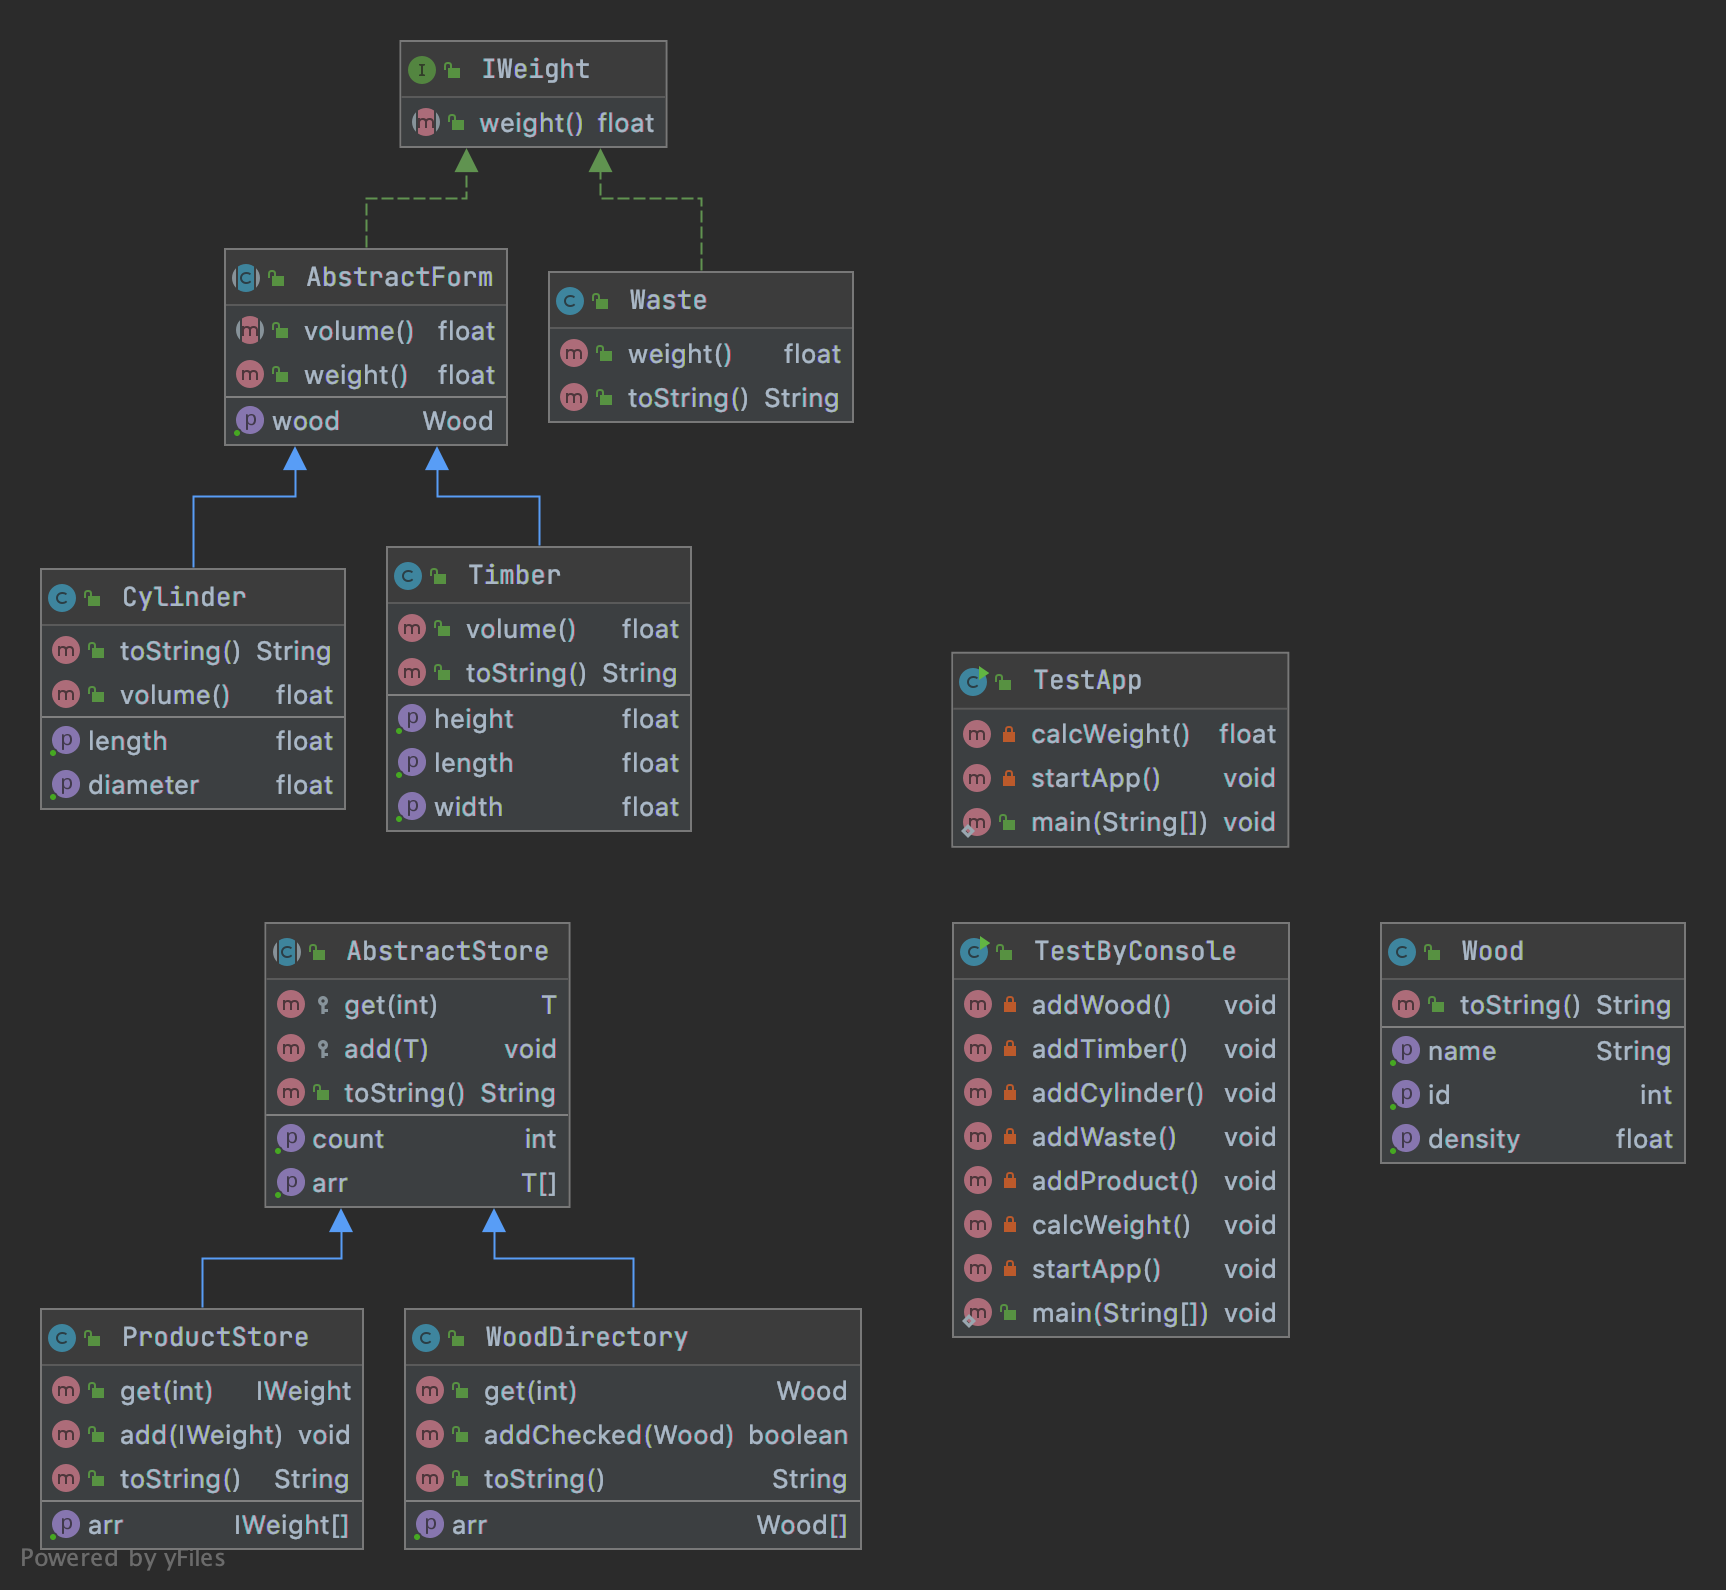 IWeight
weight() float
AbstractForm
volume() float
weight() float
wood Wood
Waste
weight() float
toString() String
Cylinder
toString() String
volume() float
length float
diameter float
Timber
volume() float
toString() String
height float
length float
width float
TestApp
calcWeight() float
startApp() void
main(String[]) void
AbstractStore
get(int) T
add(T) void
toString() String
count int
arr T[]
TestByConsole
addWood() void
addTimber() void
addCylinder() void
addWaste() void
addProduct() void
calcWeight() void
startApp() void
main(String[]) void
Wood
toString() String
name String
id int
density float
ProductStore
get(int) IWeight
add(IWeight) void
toString() String
arr IWeight[]
WoodDirectory
get(int) Wood
addChecked(Wood) boolean
toString() String
arr Wood[]
Powered by yFiles